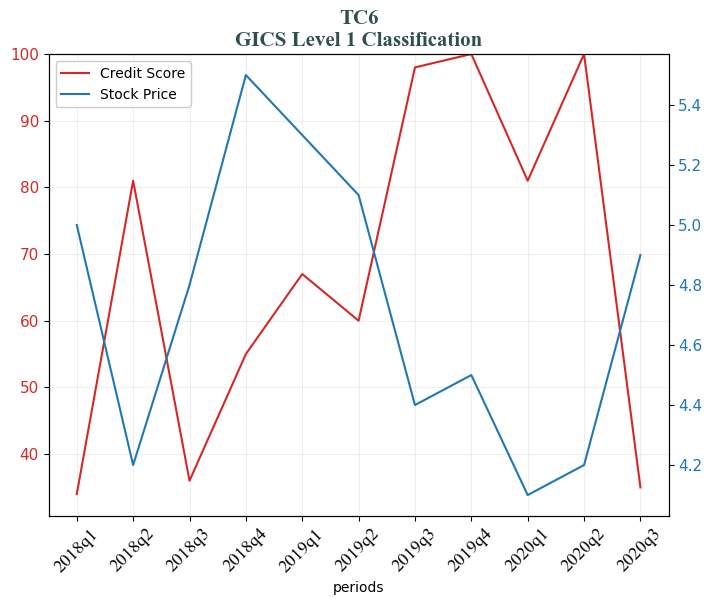 TC6
GICS Level 1 Classification
Credit Score
Stock Price
100
90
80
70
60
50
40
5.4
5.2
5.0
4.8
4.6
4.4
4.2
2018q1
2018q2
2018q3
2018q4
2019q1
2019q2
2019q3
2019q4
2020q1
2020q2
2020q3
periods